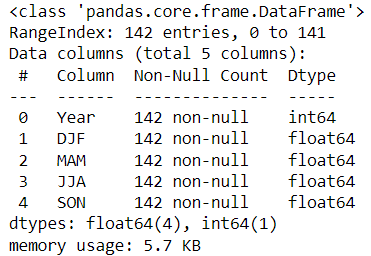 <class 'pandas.core.frame.DataFrame'>
RangeIndex: 142 entries, 0 to 141
Data columns (total 5 columns):
 #   Column  Non-Null Count  Dtype
---  ------  --------------  -----
 0   Year    142 non-null    int64
 1   DJF     142 non-null    float64
 2   MAM     142 non-null    float64
 3   JJA     142 non-null    float64
 4   SON     142 non-null    float64
dtypes: float64(4), int64(1)
memory usage: 5.7 KB